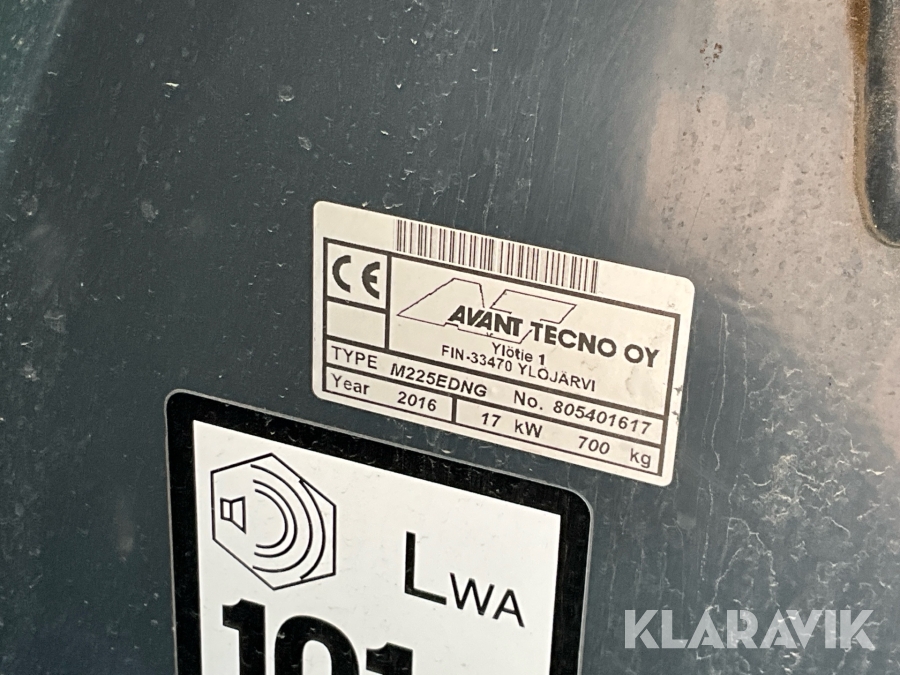 CE
AVANT TECNO OY
Ylötie 1
FIN-33470 YLÖJÄRVI
TYPE M225EDNG No. 805401617
Year 2016 17 kW 700 kg
LWA
101
KLARAVIK